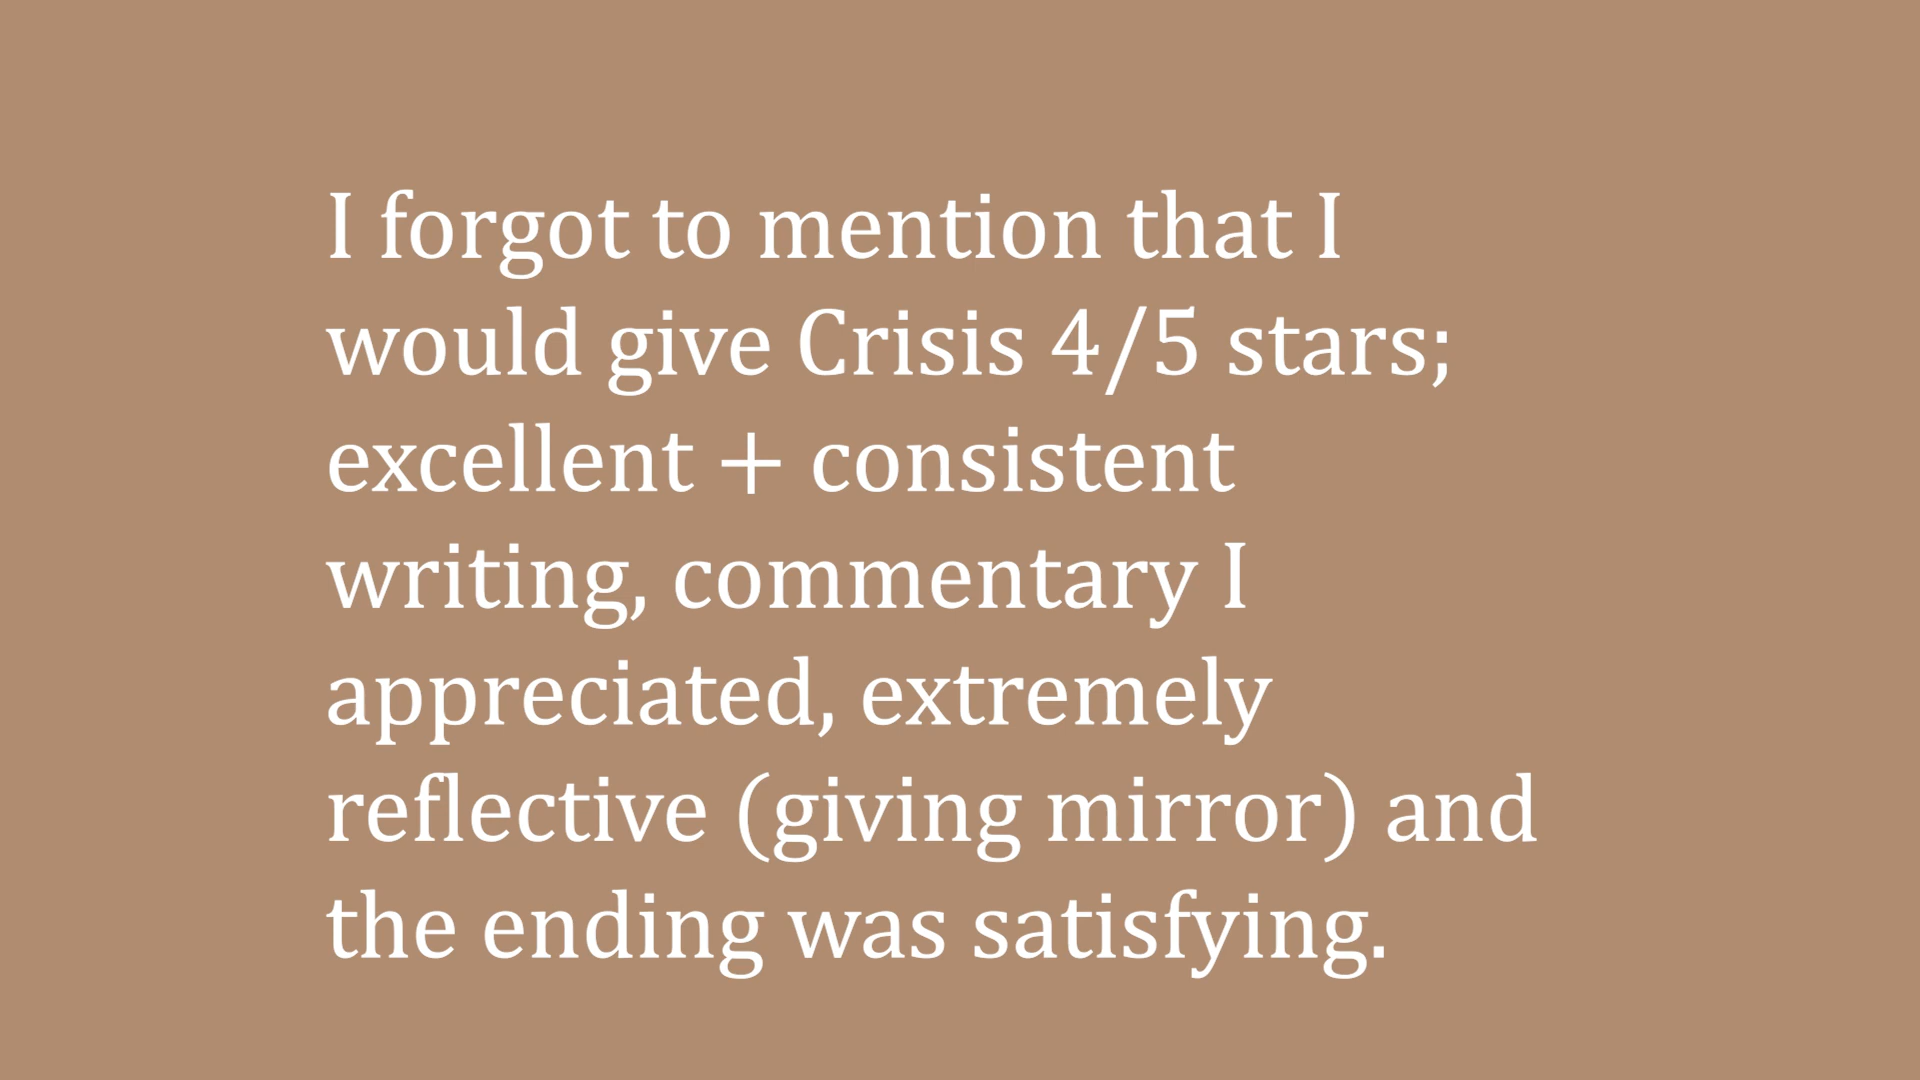 I forgot to mention that I
would give Crisis 4/5 stars;
excellent + consistent
writing, commentary I
appreciated, extremely
reflective (giving mirror) and
the ending was satisfying.